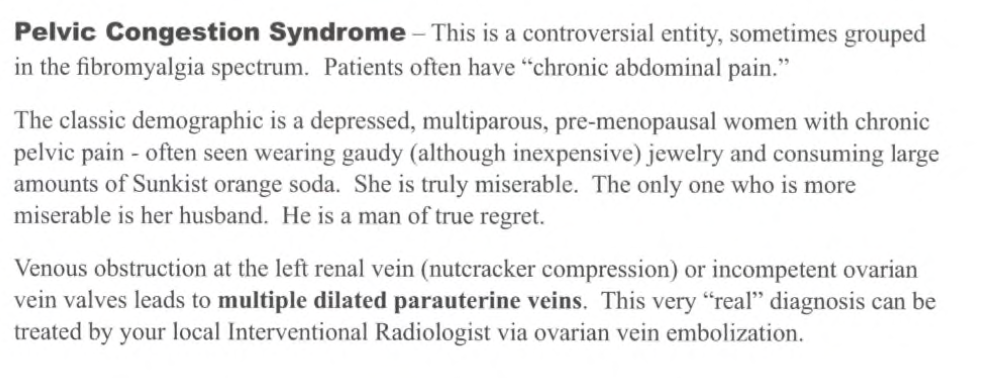 Pelvic Congestion Syndrome – This is a controversial entity, sometimes grouped
in the fibromyalgia spectrum. Patients often have “chronic abdominal pain.”
The classic demographic is a depressed, multiparous, pre-menopausal women with chronic
pelvic pain - often seen wearing gaudy (although inexpensive) jewelry and consuming large
amounts of Sunkist orange soda. She is truly miserable. The only one who is more
miserable is her husband. He is a man of true regret.
Venous obstruction at the left renal vein (nutcracker compression) or incompetent ovarian
vein valves leads to multiple dilated parauterine veins. This very “real” diagnosis can be
treated by your local Interventional Radiologist via ovarian vein embolization.